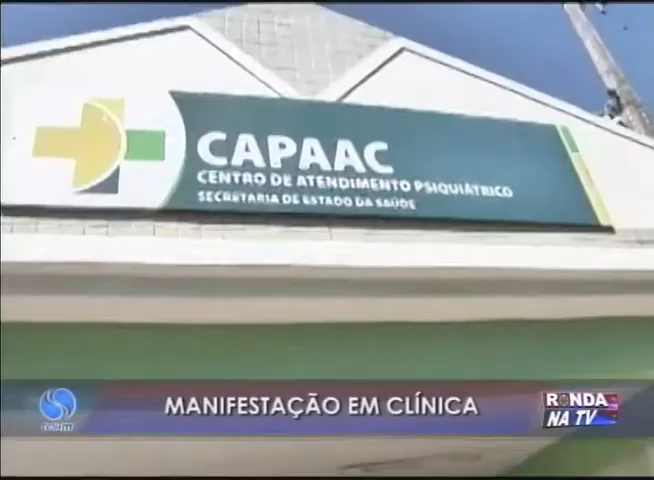 CAPAAC
CENTRO DE ATENDIMENTO PSIQUIÁTRICO
SECRETARIA DE ESTADO DA SAÚDE
MANIFESTAÇÃO EM CLÍNICA
RONDA
NA TV